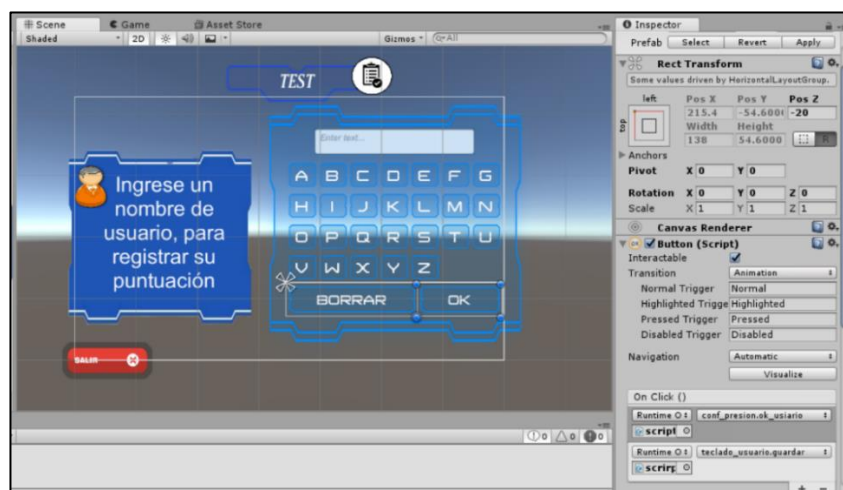 Scene Game Asset Store
Shaded 2D Gizmos All
TEST
Enter text...
A B C D E F G
H I J K L M N
O P Q R S T U
V W X Y Z
BORRAR OK
Ingrese un
nombre de
usuario, para
registrar su
puntuación
SALIR
0 0 0
Inspector
Prefab Select Revert Apply
Rect Transform
Some values driven by HorizontalLayoutGroup.
left Pos X Pos Y Pos Z
top 215.4 -54.600 -20
Width Height
138 54.6000 R
Anchors
Pivot X 0 Y 0
Rotation X 0 Y 0 Z 0
Scale X 1 Y 1 Z 1
Canvas Renderer
Button (Script)
Interactable
Transition Animation
Normal Trigger Normal
Highlighted Trigge Highlighted
Pressed Trigger Pressed
Disabled Trigger Disabled
Navigation Automatic
Visualize
On Click ()
Runtime O conf_presion.ok_usiario
script
Runtime O teclado_usuario.guardar
scrip